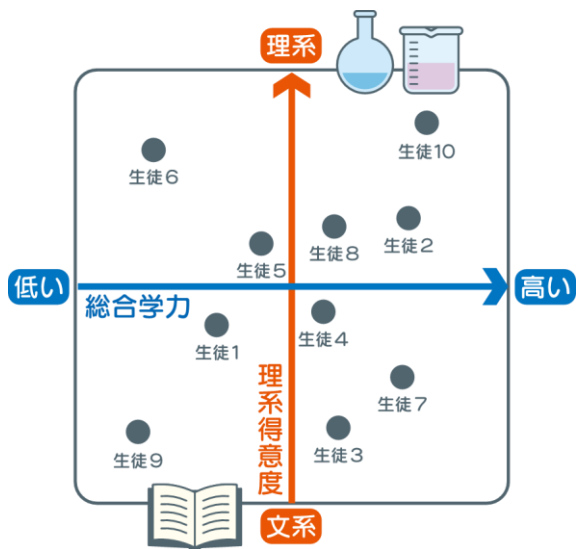 理系
生徒10
生徒6
生徒2
生徒8
生徒5
低い
高い
総合学力
生徒4
生徒1
理系得意度
生徒7
生徒3
生徒9
文系